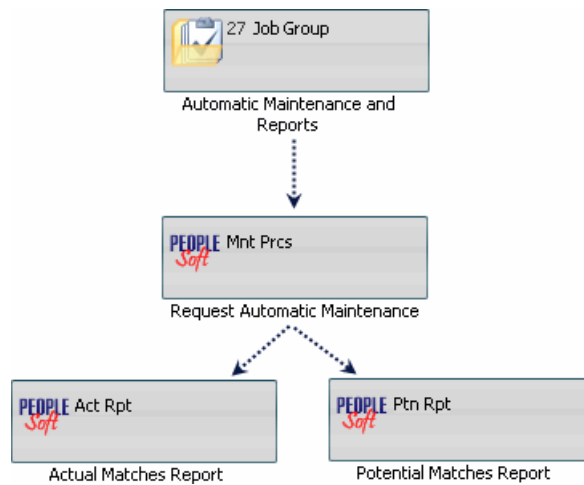 27 Job Group
Automatic Maintenance and
Reports
PEOPLE Mnt Prcs
Soft
Request Automatic Maintenance
PEOPLE Act Rpt
Soft
Actual Matches Report
PEOPLE Ptn Rpt
Soft
Potential Matches Report